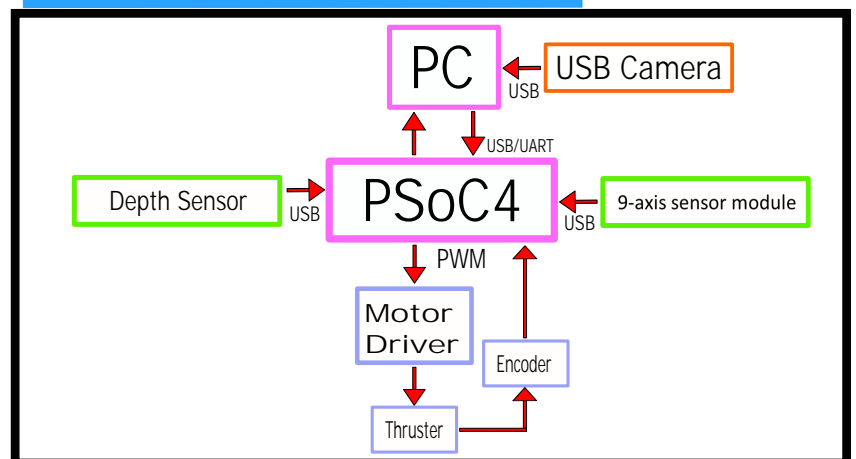 PC
USB Camera
USB
USB/UART
Depth Sensor
USB
PSoC4
USB
9-axis sensor module
PWM
Motor
Driver
Encoder
Thruster